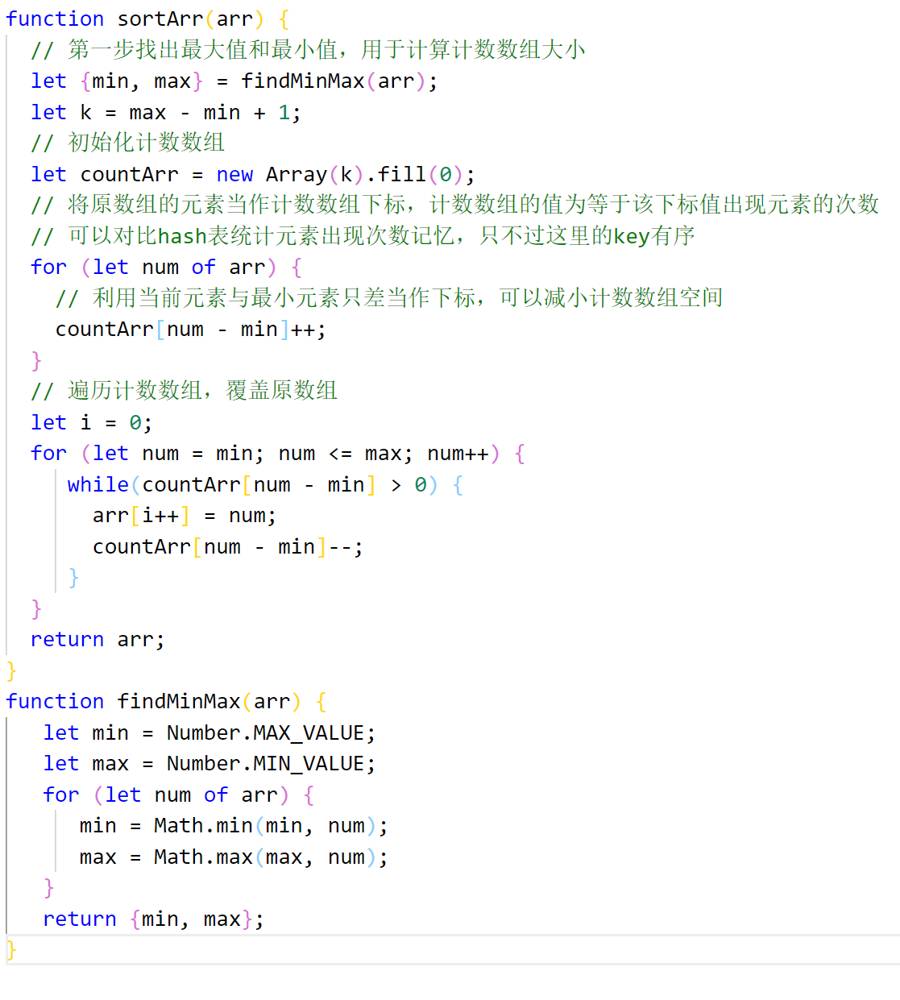 function sortArr(arr) {
  // 第一步找出最大值和最小值，用于计算计数数组大小
  let {min, max} = findMinMax(arr);
  let k = max - min + 1;
  // 初始化计数数组
  let countArr = new Array(k).fill(0);
  // 将原数组的元素当作计数数组下标，计数数组的值为等于该下标值出现元素的次数
  // 可以对比hash表统计元素出现次数记忆，只不过这里的key有序
  for (let num of arr) {
    // 利用当前元素与最小元素只差当作下标，可以减小计数数组空间
    countArr[num - min]++;
  }
  // 遍历计数数组，覆盖原数组
  let i = 0;
  for (let num = min; num <= max; num++) {
     while(countArr[num - min] > 0) {
       arr[i++] = num;
       countArr[num - min]--;
     }
  }
  return arr;
}
function findMinMax(arr) {
   let min = Number.MAX_VALUE;
   let max = Number.MIN_VALUE;
   for (let num of arr) {
      min = Math.min(min, num);
      max = Math.max(max, num);
   }
   return {min, max};
}